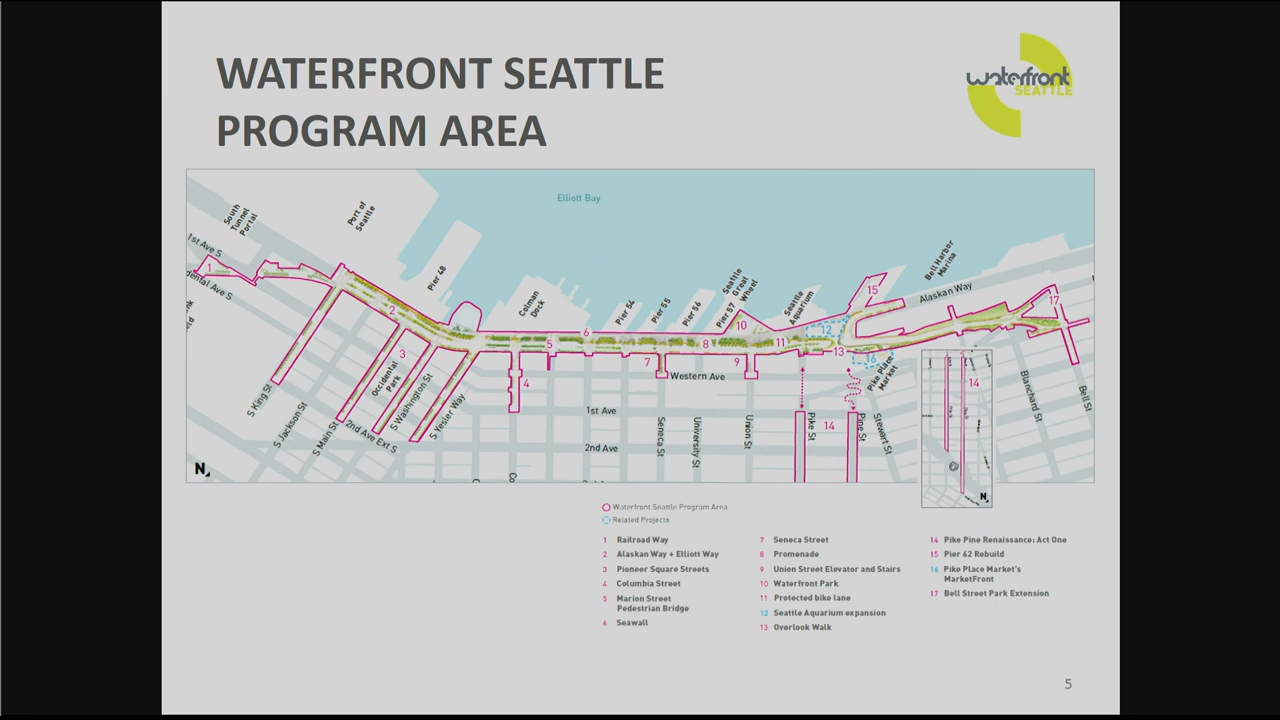 WATERFRONT SEATTLE
PROGRAM AREA
waterfront
SEATTLE
Elliott Bay
South
Tunnel
Portal
Port of
Seattle
1st Ave S
1
Pier 48
Colman
Dock
Pier 54
Pier 55
Pier 56
Pier 57
Seattle
Great
Wheel
Seattle
Aquarium
Bell Harbor
Marina
Alaskan Way
15
17
2
6
5
8
10
11
12
13
16
3
4
7
9
Occidental
Park
Western Ave
Pike Place
Market
S King St
S Jackson St
S Main St
S Washington St
2nd Ave Ext S
S Yesler Way
1st Ave
2nd Ave
Seneca St
University St
Union St
Pike St
14
Pine St
Stewart St
14
Blanchard St
Bell St
N
N
Waterfront Seattle Program Area
Related Projects
1 Railroad Way
2 Alaskan Way + Elliott Way
3 Pioneer Square Streets
4 Columbia Street
5 Marion Street
Pedestrian Bridge
6 Seawall
7 Seneca Street
8 Promenade
9 Union Street Elevator and Stairs
10 Waterfront Park
11 Protected bike lane
12 Seattle Aquarium expansion
13 Overlook Walk
14 Pike Pine Renaissance: Act One
15 Pier 62 Rebuild
16 Pike Place Market's
MarketFront
17 Bell Street Park Extension
5